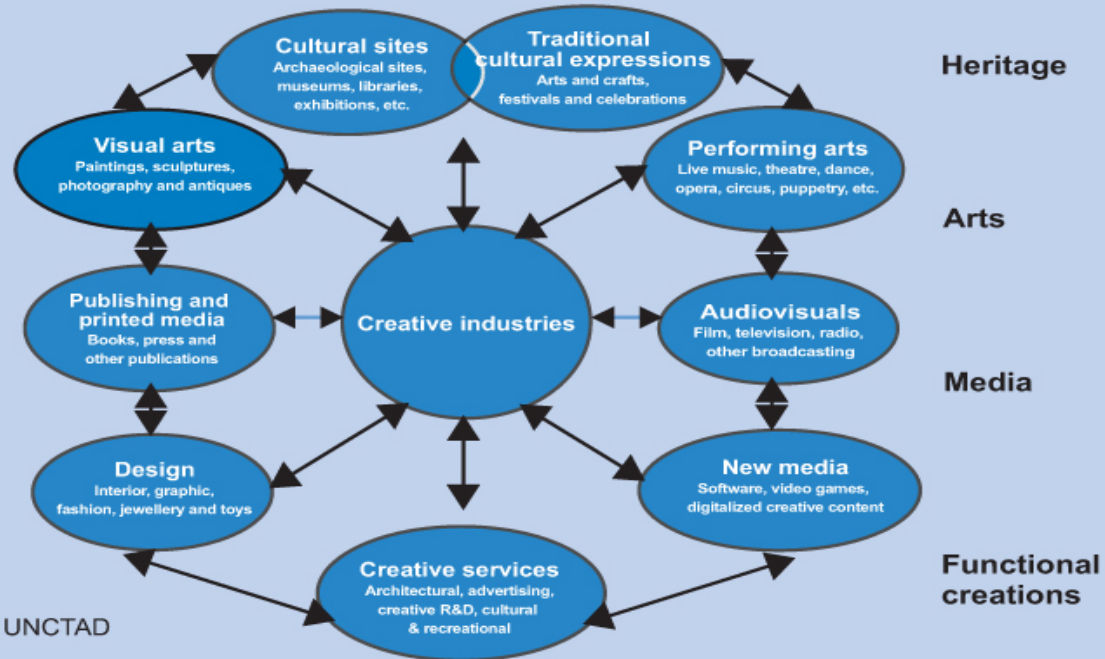 Cultural sites
Archaeological sites,
museums, libraries,
exhibitions, etc.
Traditional
cultural expressions
Arts and crafts,
festivals and celebrations
Heritage
Visual arts
Paintings, sculptures,
photography and antiques
Performing arts
Live music, theatre, dance,
opera, circus, puppetry, etc.
Arts
Publishing and
printed media
Books, press and
other publications
Creative industries
Audiovisuals
Film, television, radio,
other broadcasting
Media
Design
Interior, graphic,
fashion, jewellery and toys
New media
Software, video games,
digitalized creative content
Creative services
Architectural, advertising,
creative R&D, cultural
& recreational
Functional
creations
UNCTAD